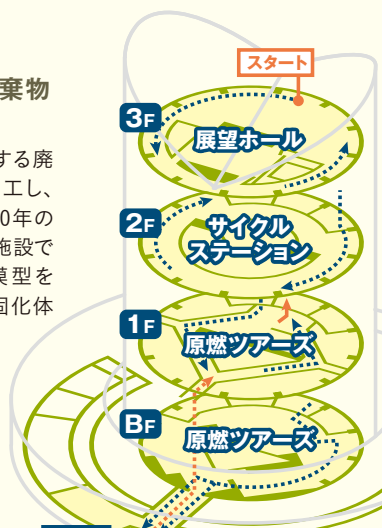 棄物
する廃
工し、
0年の
施設で
模型を
固化体
スタート
3F
展望ホール
2F
サイクル
ステーション
1F
原燃ツアーズ
BF
原燃ツアーズ